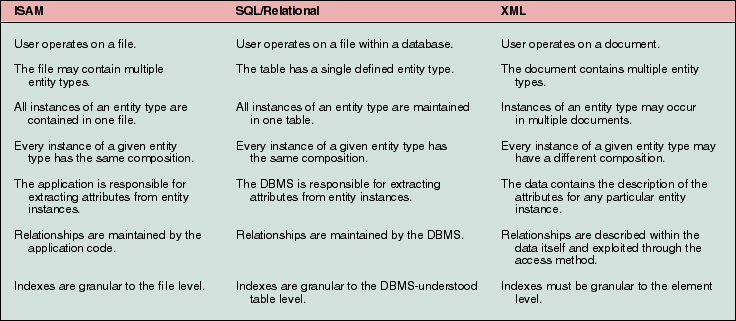 ISAM SQL/Relational XML
User operates on a file. User operates on a file within a database. User operates on a document.
The file may contain multiple The table has a single defined entity type. The document contains multiple entity
entity types. types.
All instances of an entity type are All instances of an entity type are maintained Instances of an entity type may occur
contained in one file. in one table. in multiple documents.
Every instance of a given entity Every instance of a given entity type has Every instance of a given entity type may
type has the same composition. the same composition. have a different composition.
The application is responsible for The DBMS is responsible for extracting The data contains the description of the
extracting attributes from entity attributes from entity instances. attributes for any particular entity
instances. instance.
Relationships are maintained by the Relationships are maintained by the DBMS. Relationships are described within the
application code. data itself and exploited through the
access method.
Indexes are granular to the file level. Indexes are granular to the DBMS-understood Indexes must be granular to the element
table level. level.